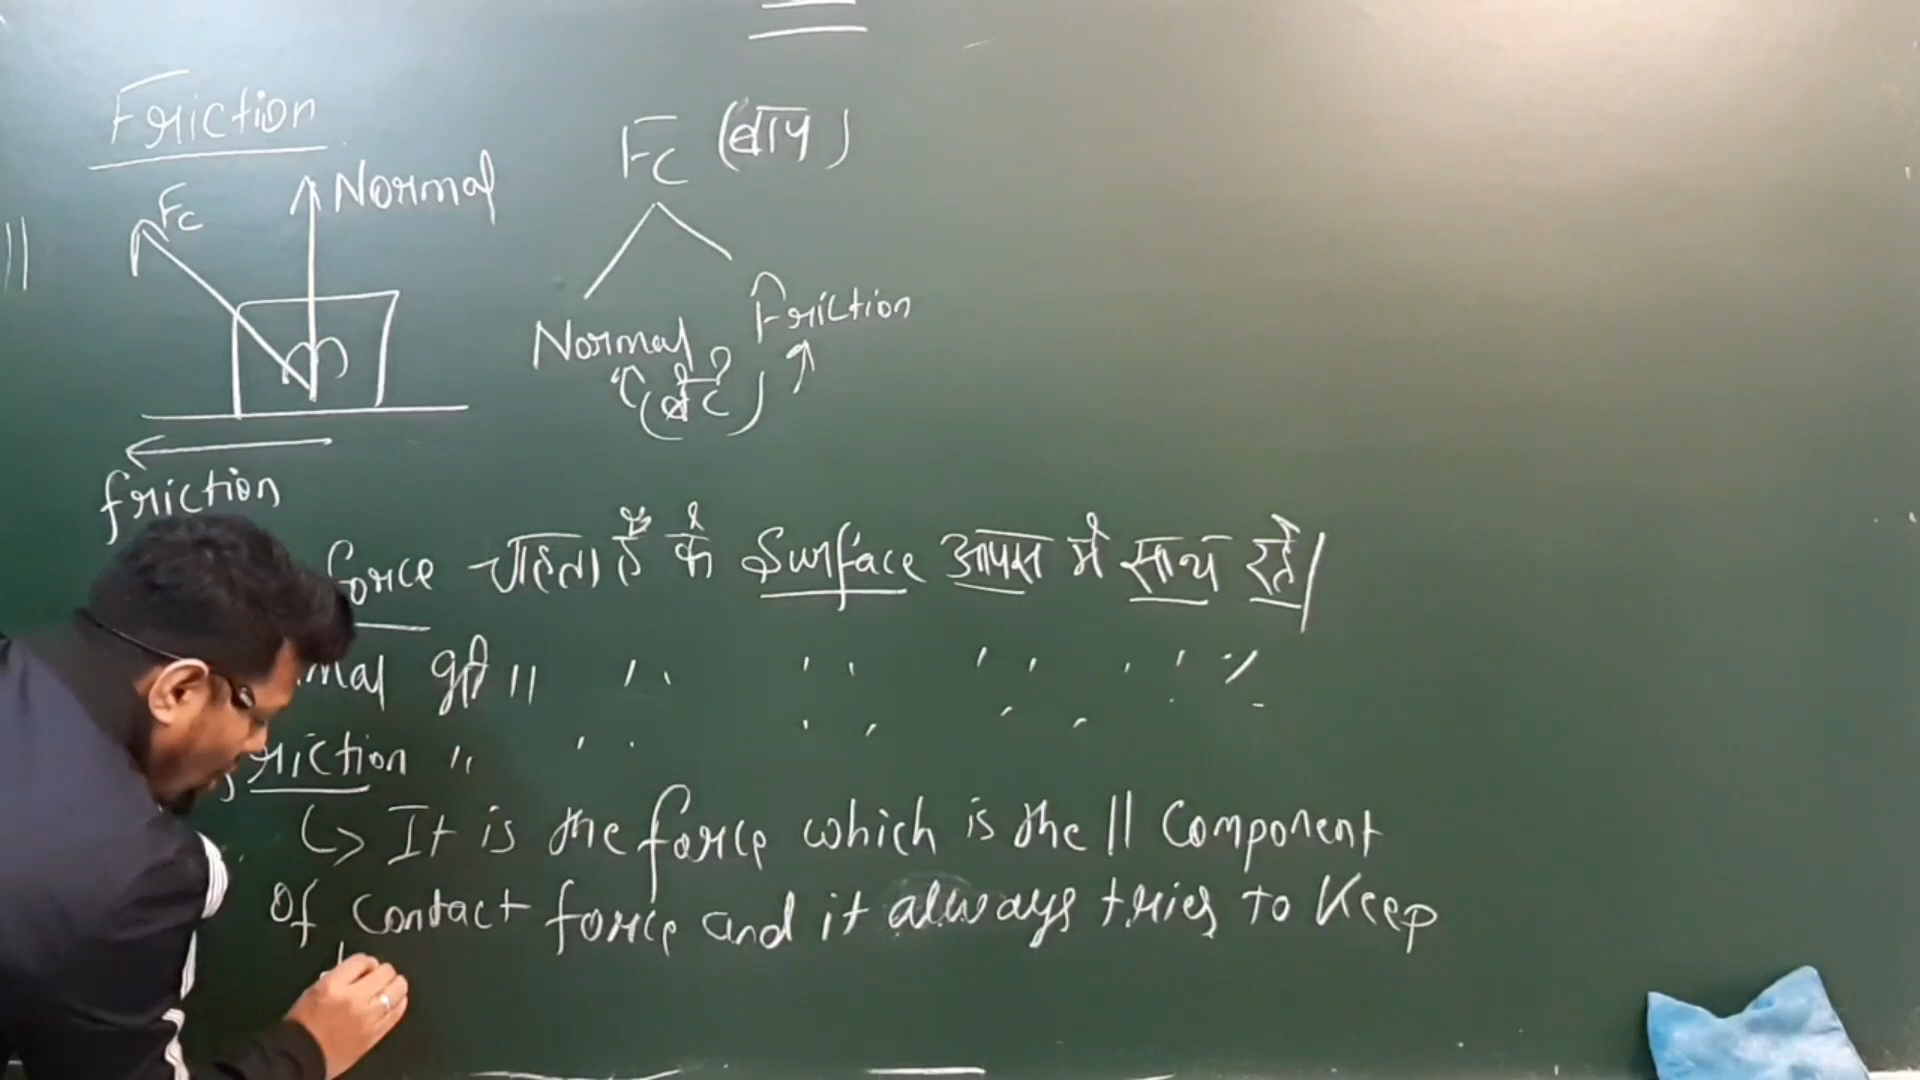 Friction
Fc
Normal
friction
Fc (बाप)
Normal
Friction
(बेटे)
force चाहता है कि Surface आपस में साथ रहे|
mal भी 11
riction "
↳ It is the force which is the || Component
Of contact force and it always tries to Keep